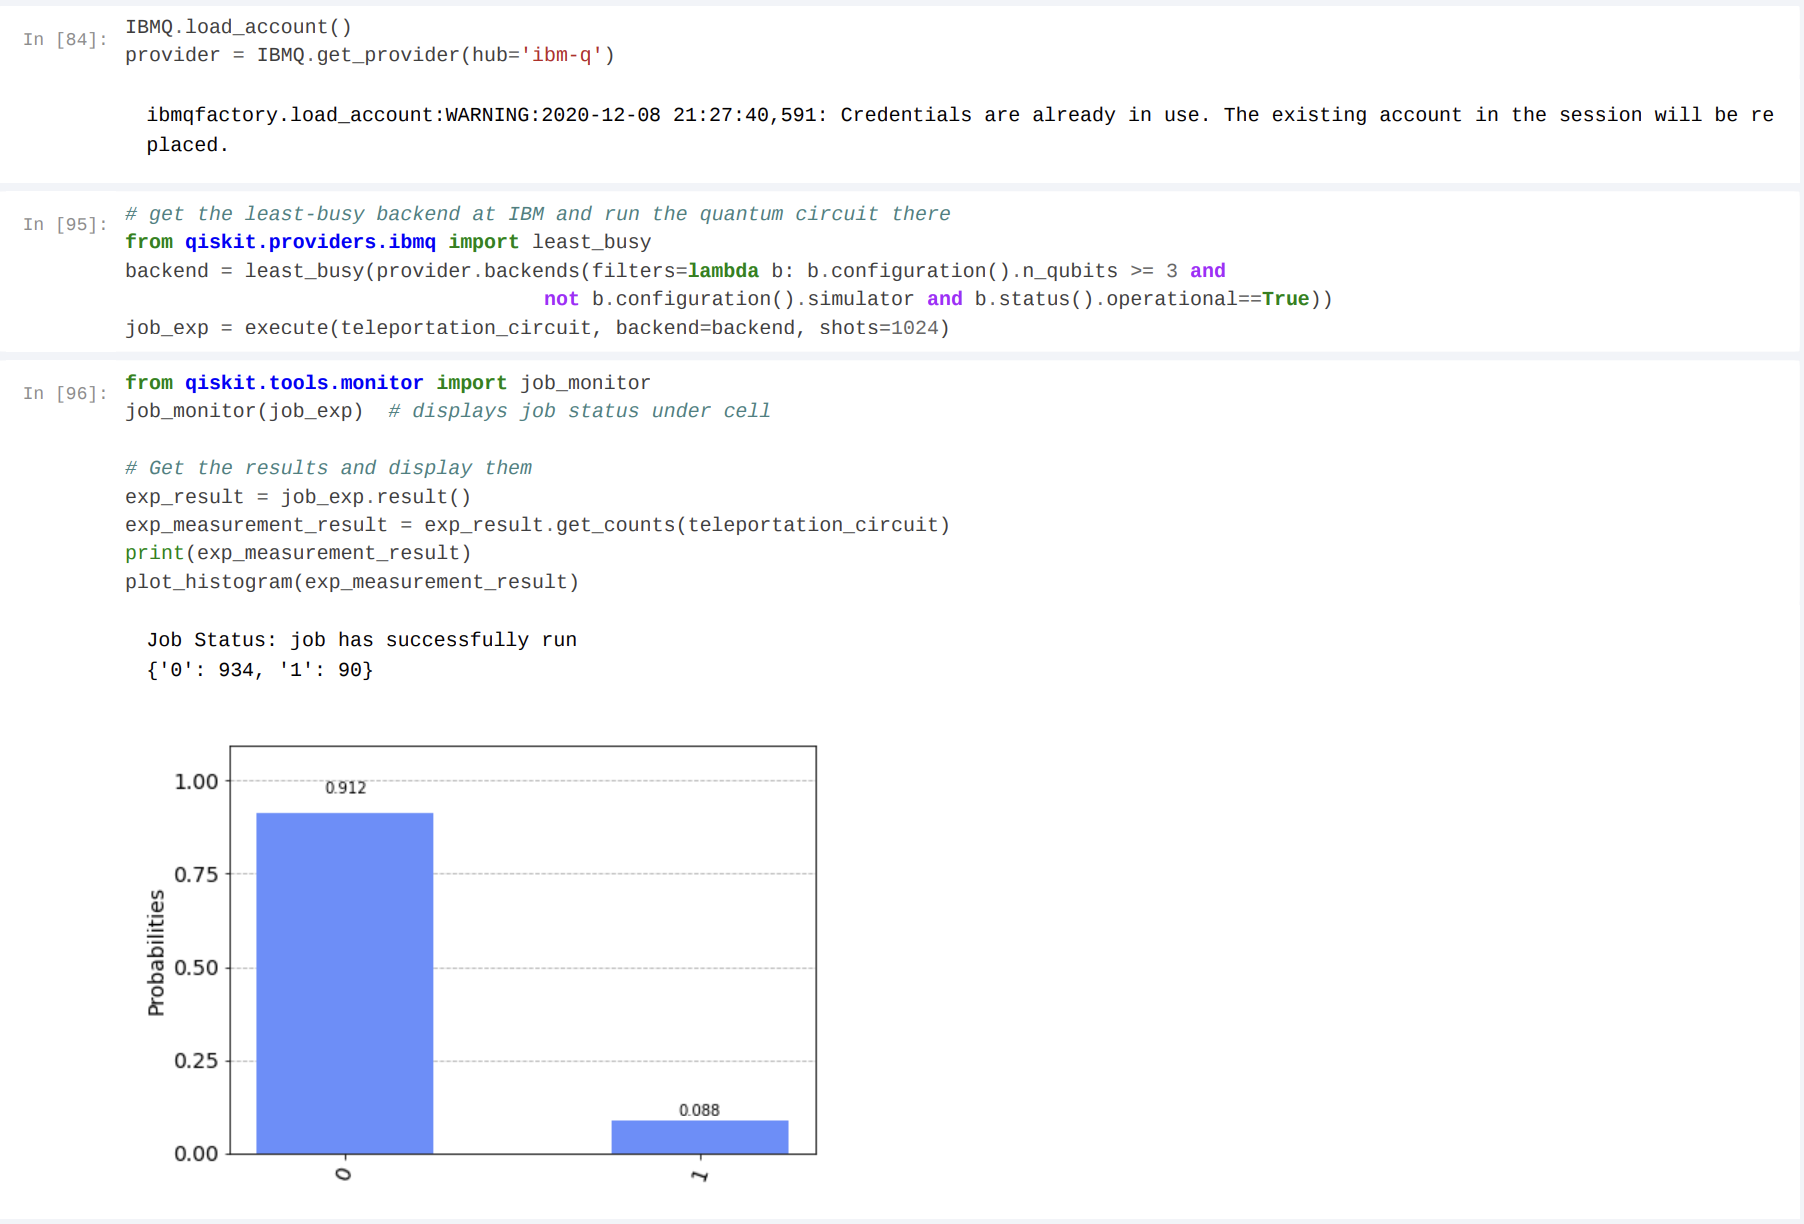 In [84]:
IBMQ.load_account()
provider = IBMQ.get_provider(hub='ibm-q')
ibmqfactory.load_account:WARNING:2020-12-08 21:27:40,591: Credentials are already in use. The existing account in the session will be re
placed.
In [95]:
# get the least-busy backend at IBM and run the quantum circuit there
from qiskit.providers.ibmq import least_busy
backend = least_busy(provider.backends(filters=lambda b: b.configuration().n_qubits >= 3 and
not b.configuration().simulator and b.status().operational==True))
job_exp = execute(teleportation_circuit, backend=backend, shots=1024)
In [96]:
from qiskit.tools.monitor import job_monitor
job_monitor(job_exp)  # displays job status under cell
# Get the results and display them
exp_result = job_exp.result()
exp_measurement_result = exp_result.get_counts(teleportation_circuit)
print(exp_measurement_result)
plot_histogram(exp_measurement_result)
Job Status: job has successfully run
{'0': 934, '1': 90}
1.00
0.912
0.75
Probabilities
0.50
0.25
0.088
0.00
0
1